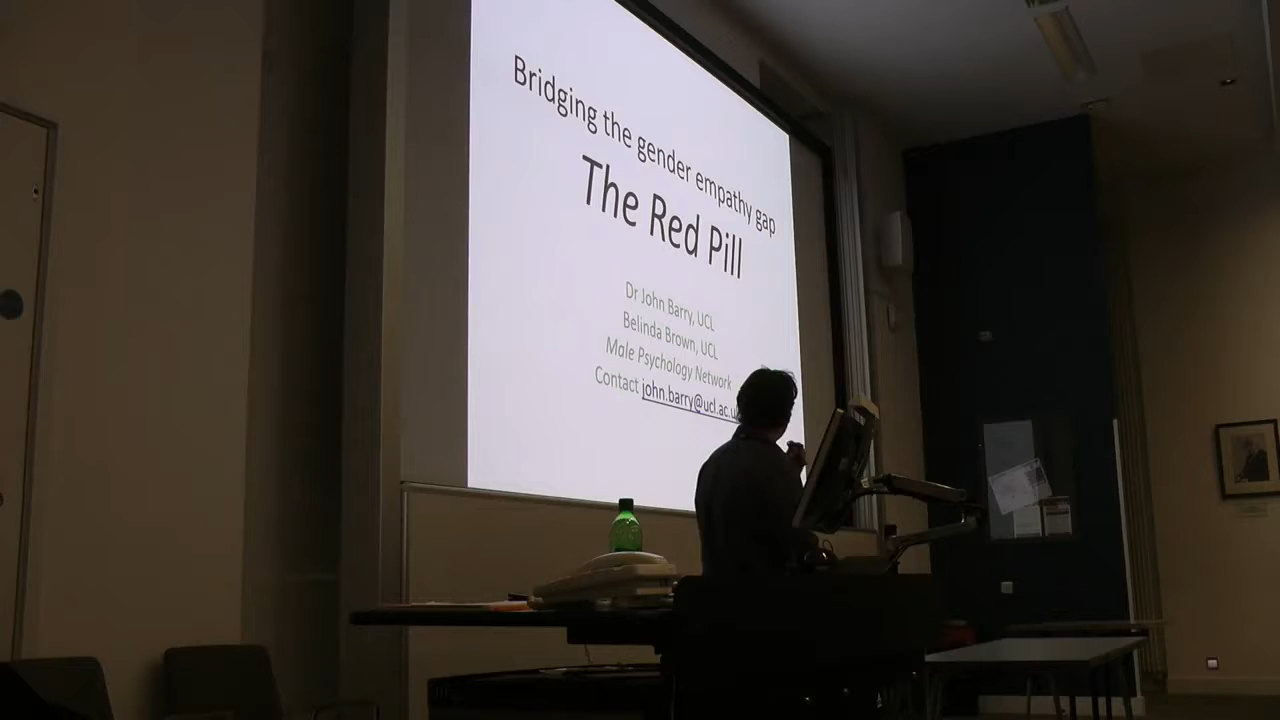 Bridging the gender empathy gap
The Red Pill
Dr John Barry, UCL
Belinda Brown, UCL
Male Psychology Network
Contact john.barry@ucl.ac.u